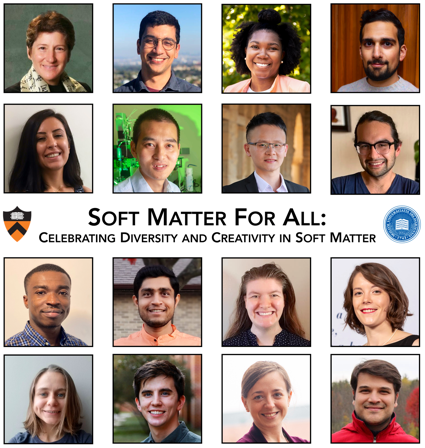 SOFT MATTER FOR ALL:
CELEBRATING DIVERSITY AND CREATIVITY IN SOFT MATTER